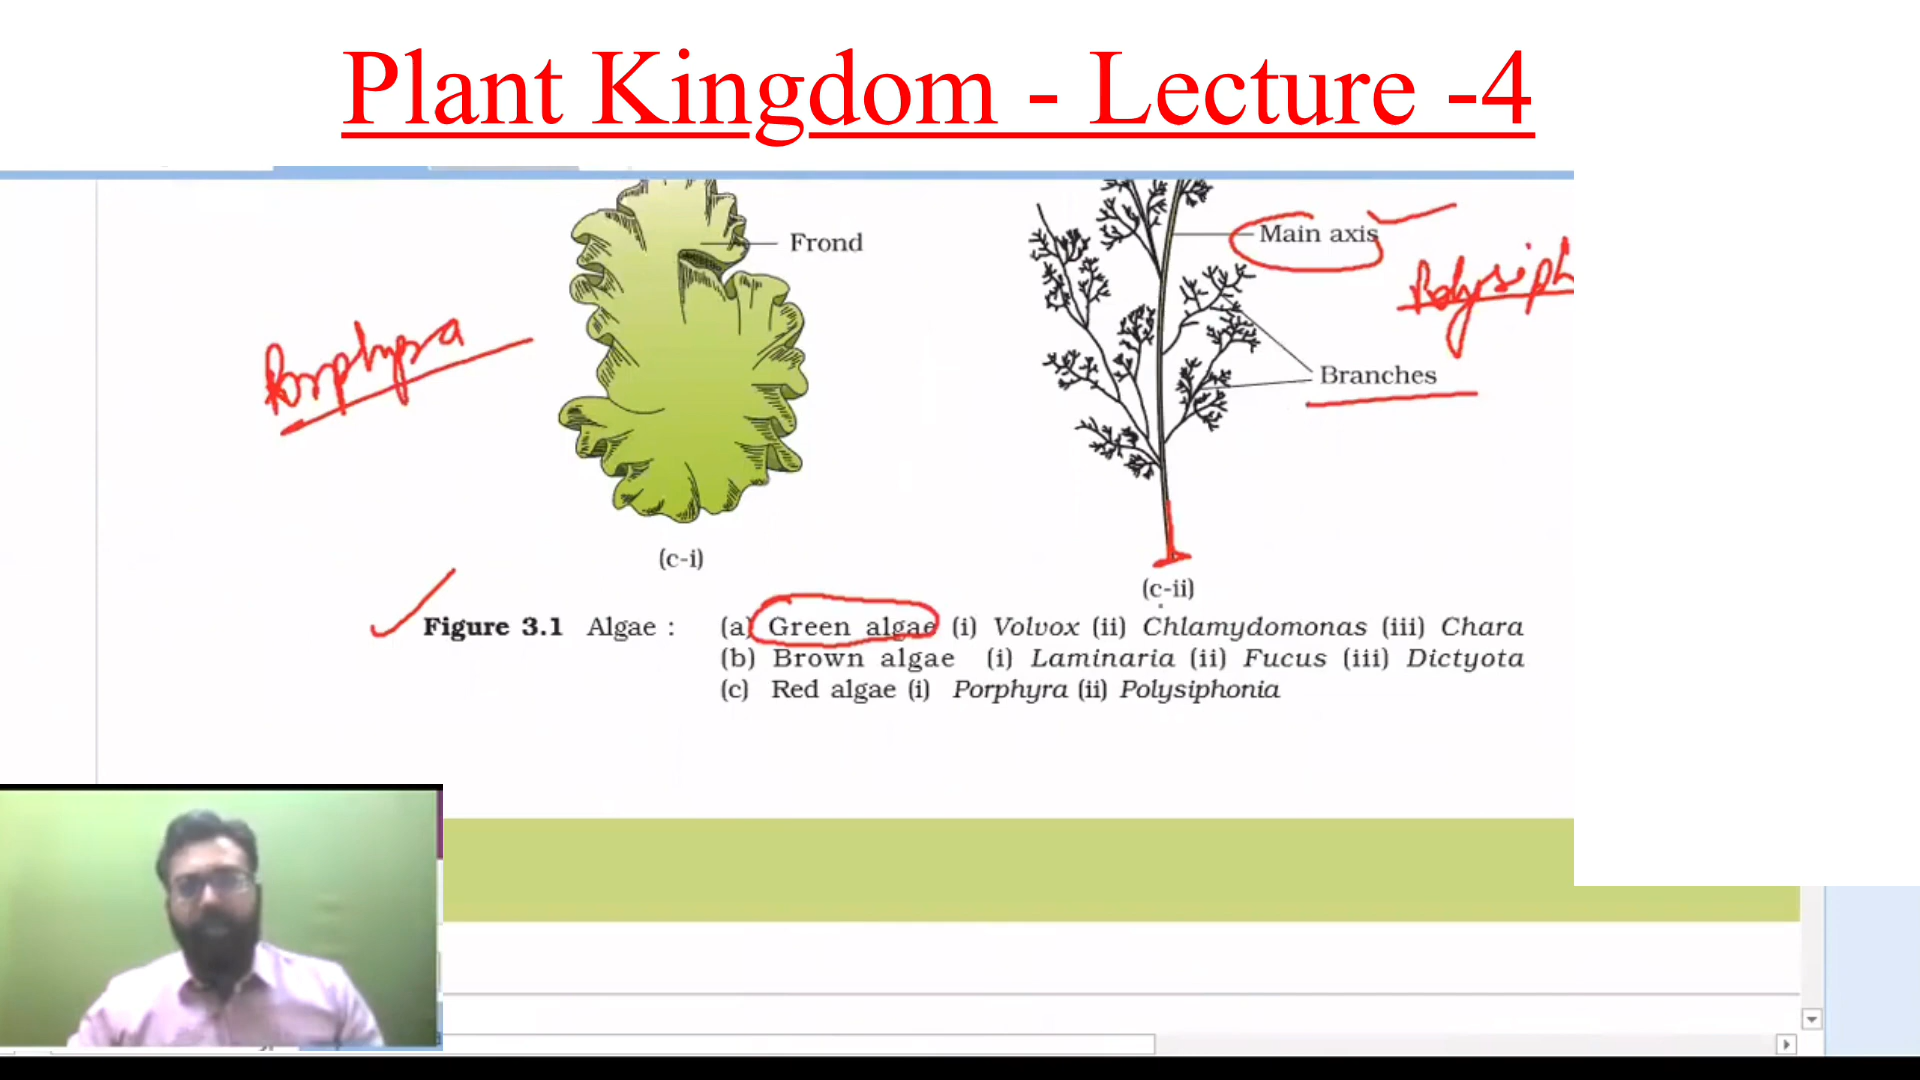 Plant Kingdom - Lecture -4
Frond
Main axis
Polysiph
Porphyra
Branches
(c-i)
(c-ii)
Figure 3.1 Algae : (a) Green algae (i) Volvox (ii) Chlamydomonas (iii) Chara
(b) Brown algae (i) Laminaria (ii) Fucus (iii) Dictyota
(c) Red algae (i) Porphyra (ii) Polysiphonia